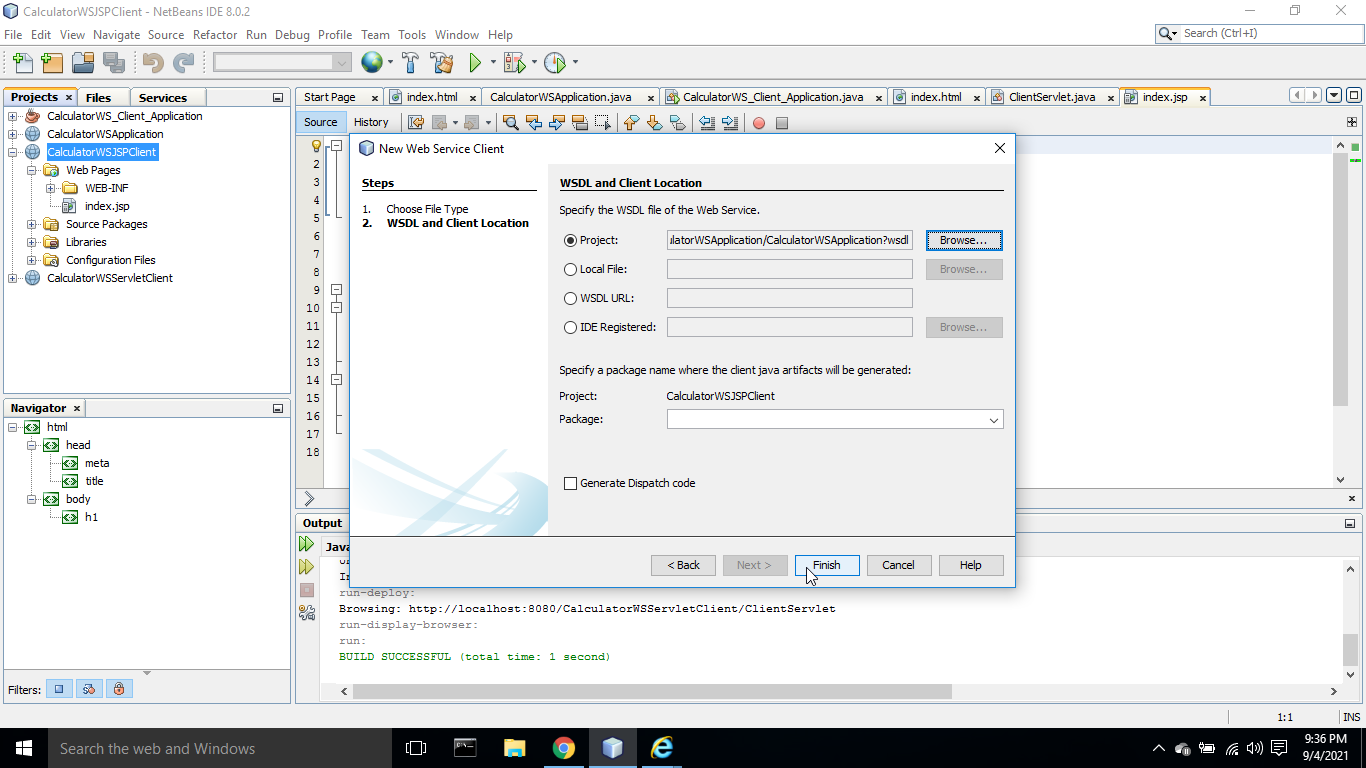 CalculatorWSJSPClient - NetBeans IDE 8.0.2
File Edit View Navigate Source Refactor Run Debug Profile Team Tools Window Help
Search (Ctrl+I)
Projects × Files Services
CalculatorWS_Client_Application
CalculatorWSApplication
CalculatorWSJSPClient
Web Pages
WEB-INF
index.jsp
Source Packages
Libraries
Configuration Files
CalculatorWSServletClient
Navigator ×
html
head
meta
title
body
h1
Filters:
Start Page × index.html × CalculatorWSApplication.java × CalculatorWS_Client_Application.java × index.html × ClientServlet.java × index.jsp ×
Source History
2
3
4
5
6
7
8
9
10
11
12
13
14
15
16
17
18
New Web Service Client
Steps
1. Choose File Type
2. WSDL and Client Location
WSDL and Client Location
Specify the WSDL file of the Web Service.
Project: ulatorWSApplication/CalculatorWSApplication?wsdl Browse...
Local File: Browse...
WSDL URL:
IDE Registered: Browse...
Specify a package name where the client java artifacts will be generated:
Project: CalculatorWSJSPClient
Package:
Generate Dispatch code
< Back Next > Finish Cancel Help
Output
Java
In
run-deploy:
Browsing: http://localhost:8080/CalculatorWSServletClient/ClientServlet
run-display-browser:
run:
BUILD SUCCESSFUL (total time: 1 second)
1:1 INS
Search the web and Windows
9:36 PM
9/4/2021